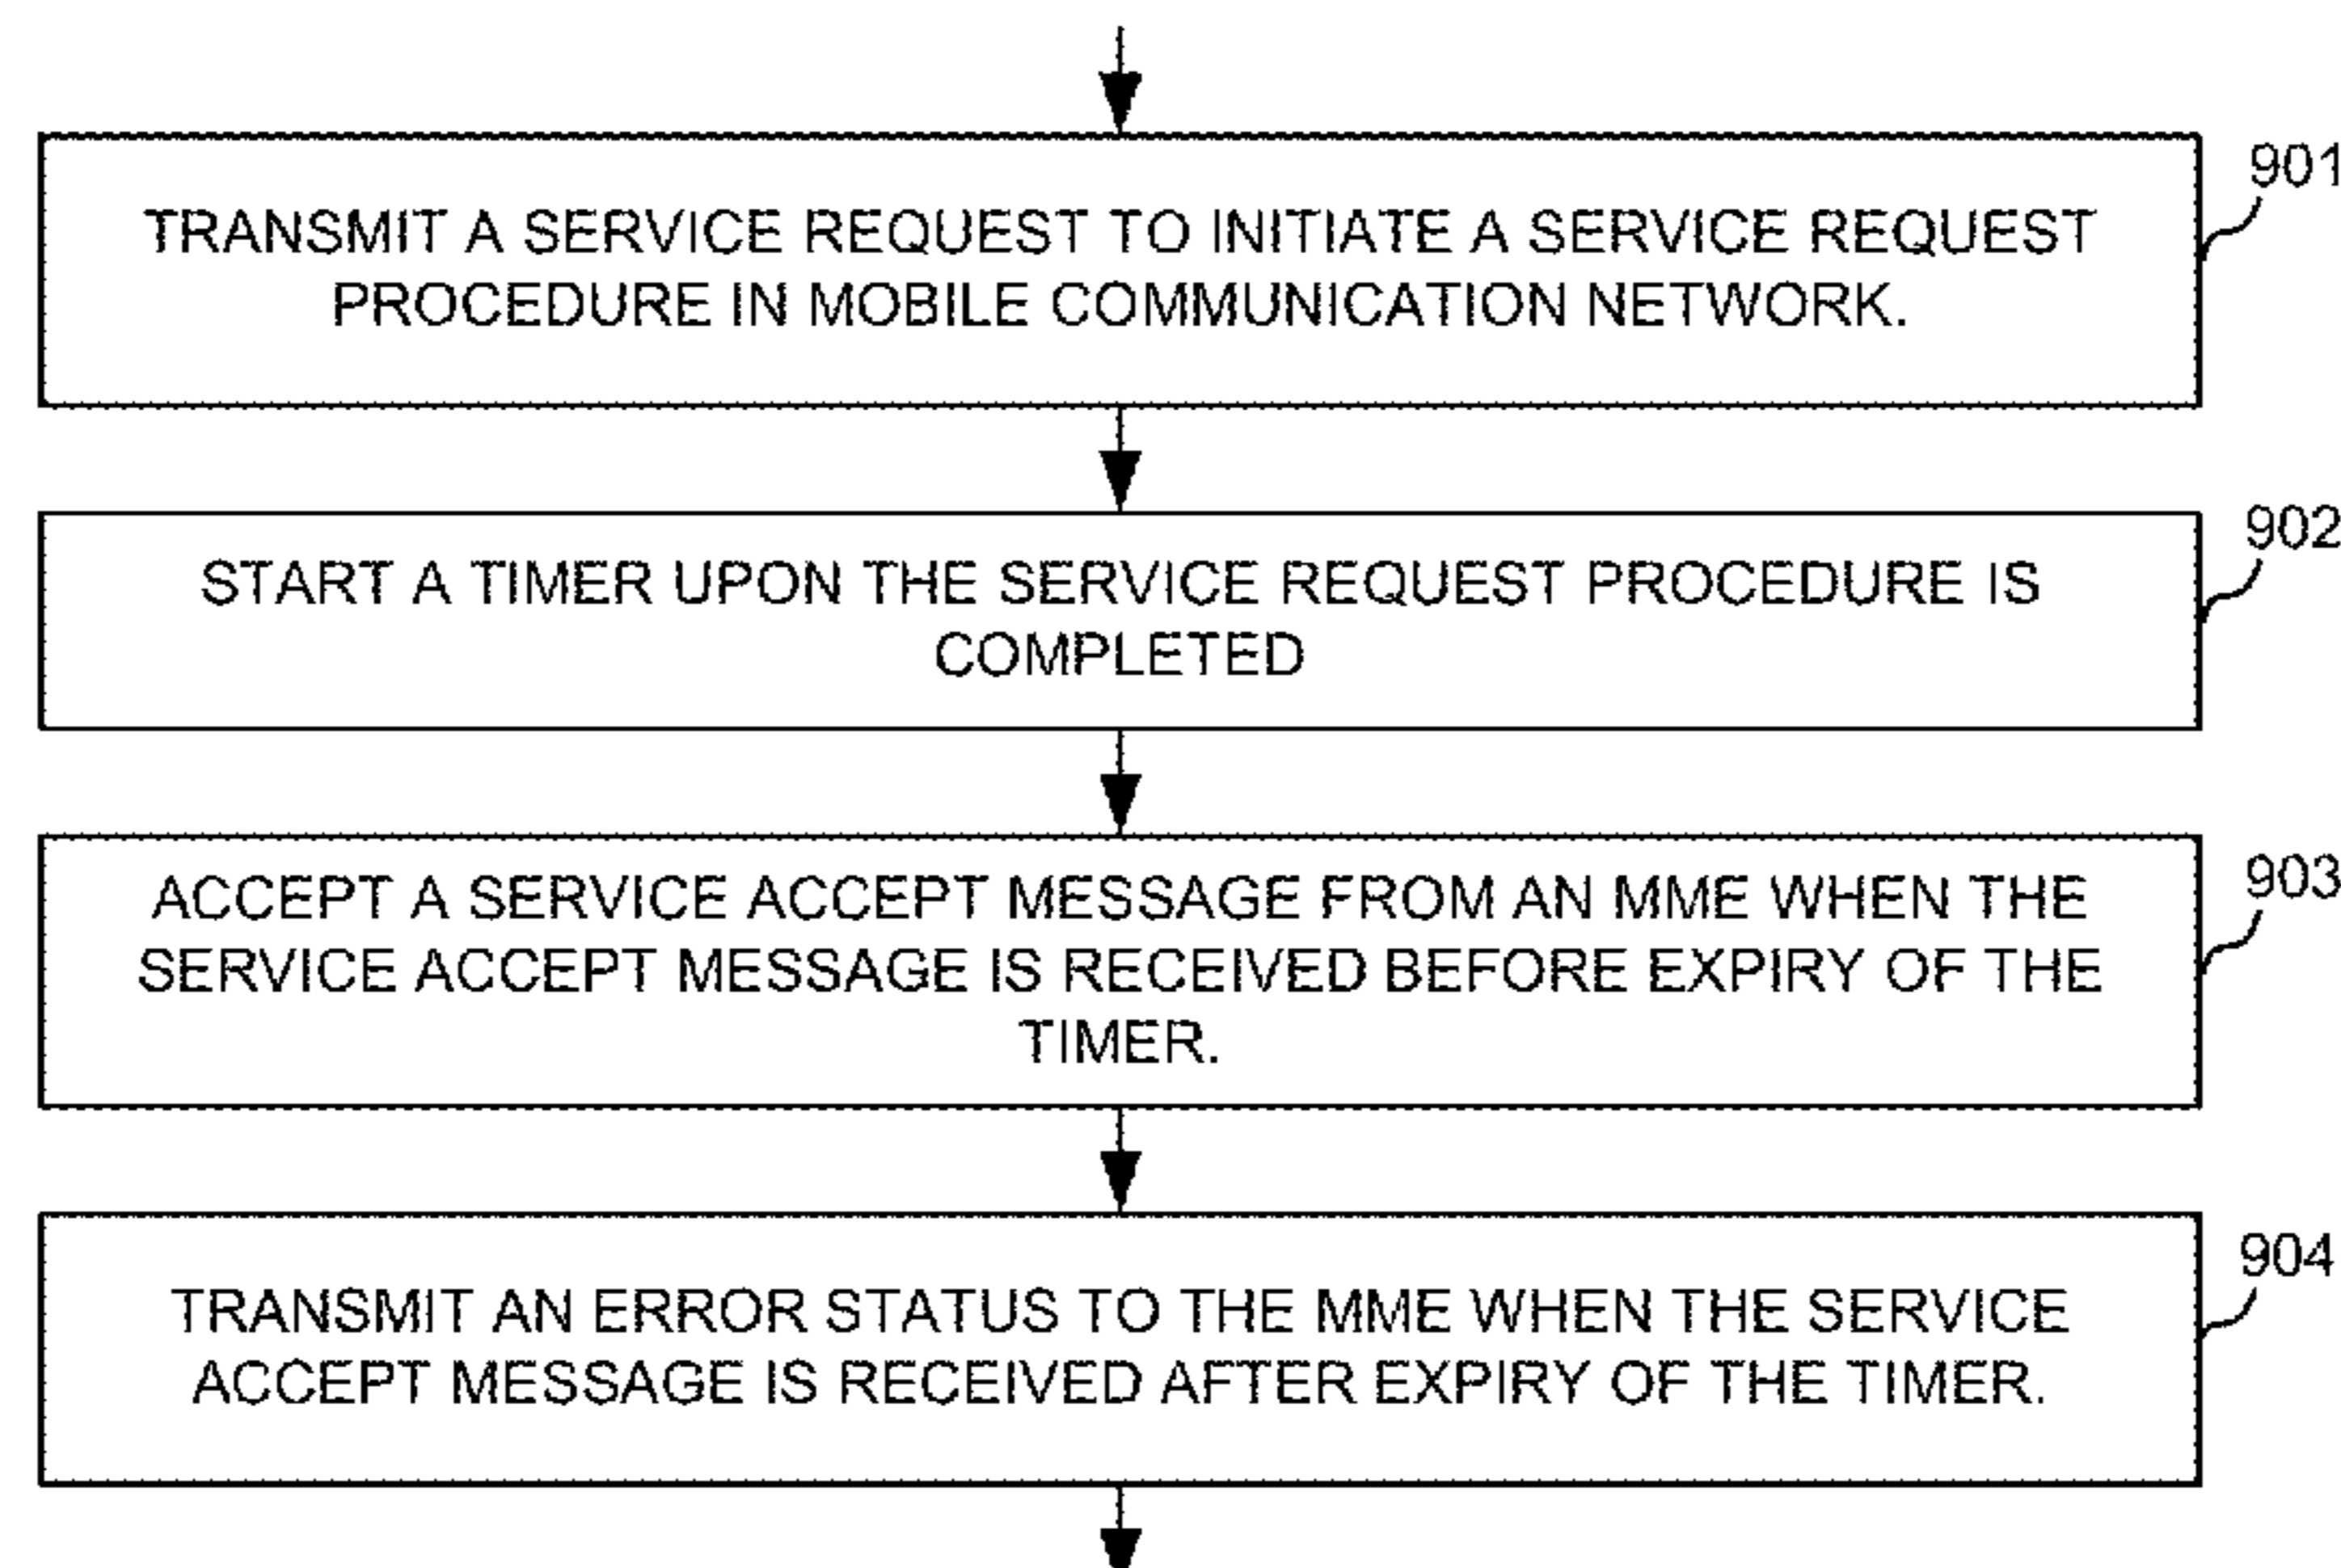 901
TRANSMIT A SERVICE REQUEST TO INITIATE A SERVICE REQUEST
PROCEDURE IN MOBILE COMMUNICATION NETWORK.
902
START A TIMER UPON THE SERVICE REQUEST PROCEDURE IS
COMPLETED
903
ACCEPT A SERVICE ACCEPT MESSAGE FROM AN MME WHEN THE
SERVICE ACCEPT MESSAGE IS RECEIVED BEFORE EXPIRY OF THE
TIMER.
904
TRANSMIT AN ERROR STATUS TO THE MME WHEN THE SERVICE
ACCEPT MESSAGE IS RECEIVED AFTER EXPIRY OF THE TIMER.